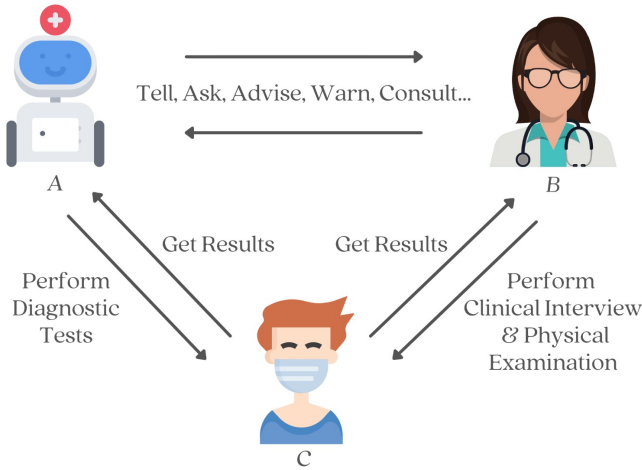 Tell, Ask, Advise, Warn, Consult...
A
B
Get Results
Get Results
Perform
Diagnostic
Tests
Perform
Clinical Interview
& Physical
Examination
C